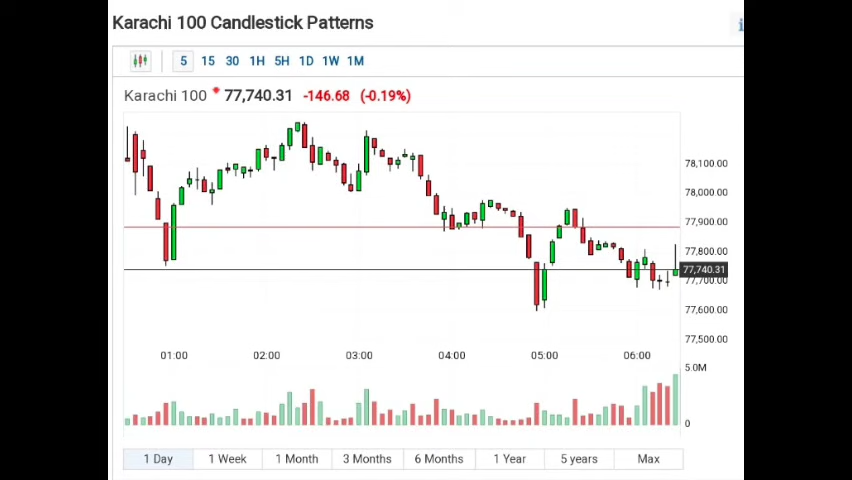 Karachi 100 Candlestick Patterns
5 15 30 1H 5H 1D 1W 1M
Karachi 100 77,740.31 -146.68 (-0.19%)
78,100.00
78,000.00
77,900.00
77,800.00
77,740.31
77,700.00
77,600.00
77,500.00
01:00 02:00 03:00 04:00 05:00 06:00
5.0M
0
1 Day 1 Week 1 Month 3 Months 6 Months 1 Year 5 years Max